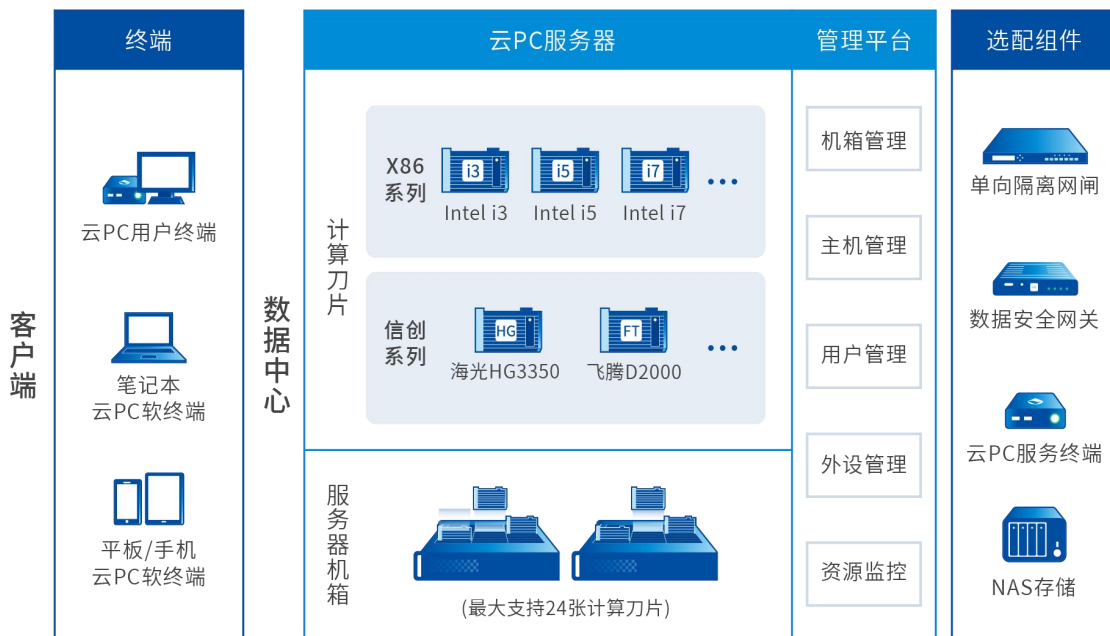 终端
云PC服务器
管理平台
选配组件
客户端
云PC用户终端
笔记本
云PC软终端
平板/手机
云PC软终端
数据中心
计算刀片
X86
系列
i3
i5
i7
...
Intel i3
Intel i5
Intel i7
信创
系列
HG
FT
...
海光HG3350
飞腾D2000
服务器机箱
(最大支持24张计算刀片)
机箱管理
主机管理
用户管理
外设管理
资源监控
单向隔离网闸
数据安全网关
云PC服务终端
NAS存储